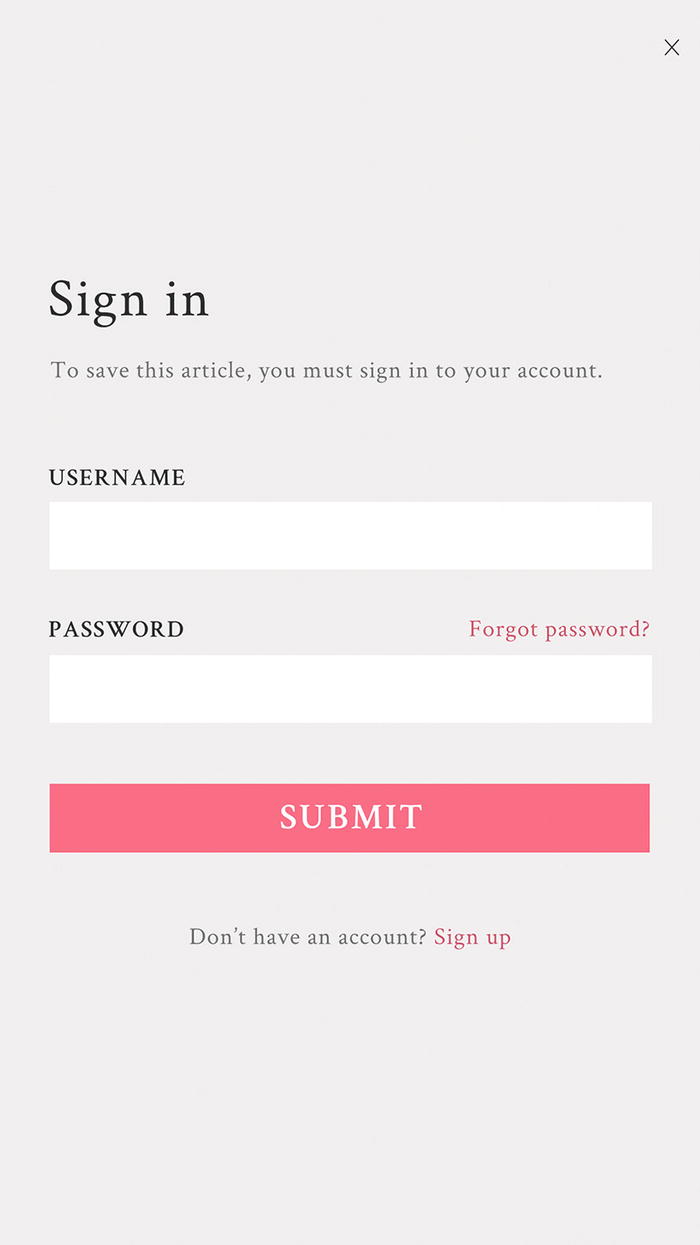 Sign in
To save this article, you must sign in to your account.
USERNAME
PASSWORD Forgot password?
SUBMIT
Don’t have an account? Sign up